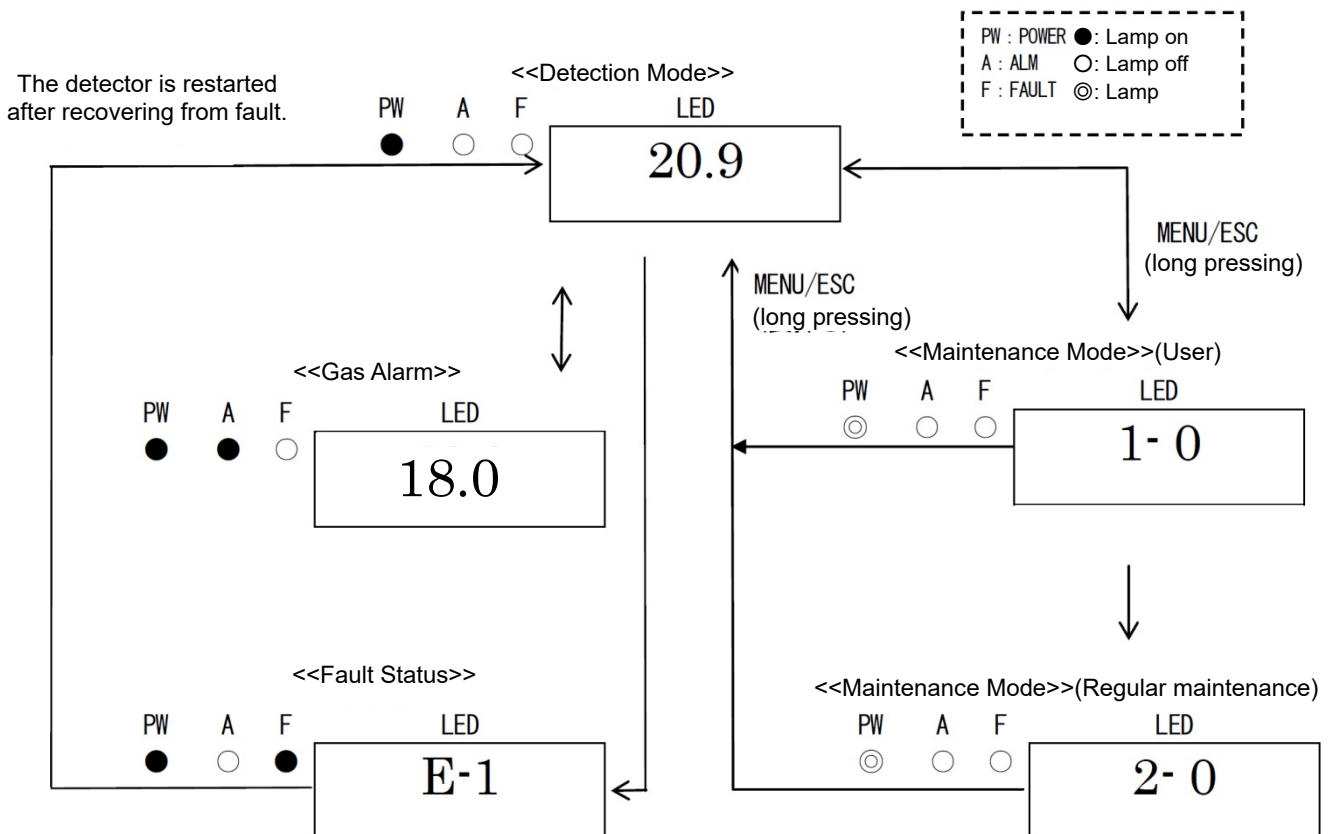 PW : POWER ●: Lamp on
A : ALM ○: Lamp off
F : FAULT ◎: Lamp
The detector is restarted
after recovering from fault.
<<Detection Mode>>
PW A F LED
20.9
MENU/ESC
(long pressing)
MENU/ESC
(long pressing)
<<Maintenance Mode>>(User)
PW A F LED
1- 0
<<Gas Alarm>>
PW A F LED
18.0
<<Fault Status>>
PW A F LED
E-1
<<Maintenance Mode>>(Regular maintenance)
PW A F LED
2- 0